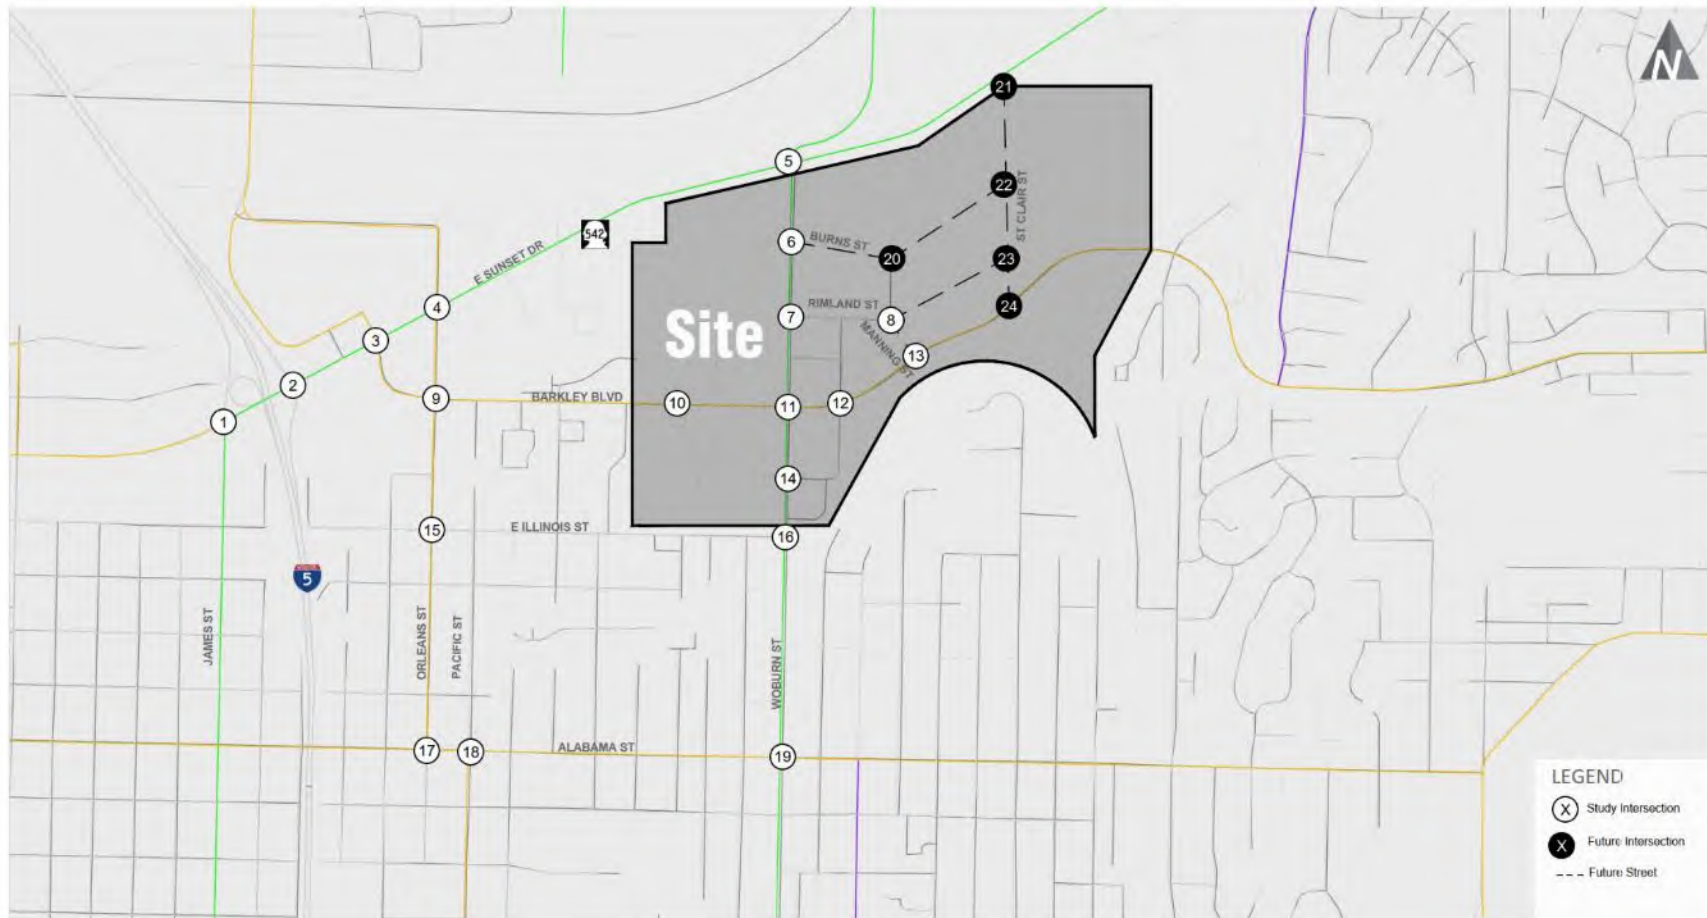 N
21
5
22
ST CLAIR ST
542
6
BURNS ST
20
23
E SUNSET DR
4
RIMLAND ST
24
7
8
Site
MANNING ST
3
13
2
9
BARKLEY BLVD
10
11
12
1
14
15
E ILLINOIS ST
16
5
JAMES ST
ORLEANS ST
PACIFIC ST
WOBURN ST
17
18
ALABAMA ST
19
LEGEND
X Study Intersection
X Future Intersection
Future Street